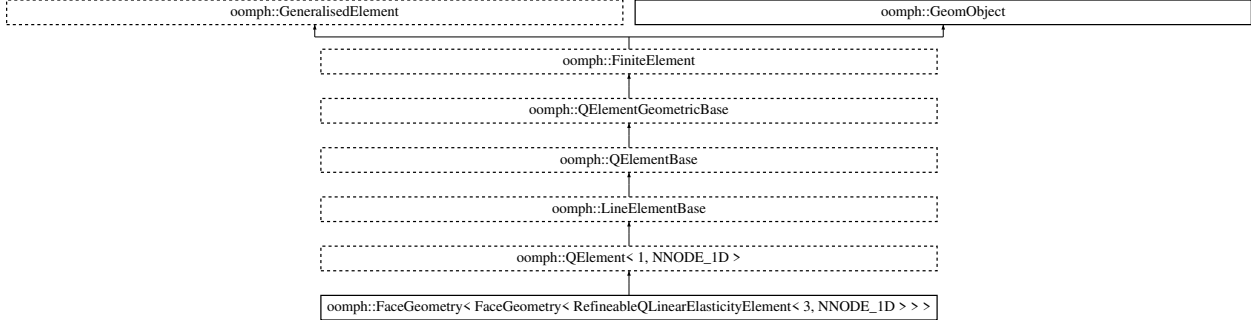 oomph::GeneralisedElement
oomph::GeomObject
oomph::FiniteElement
oomph::QElementGeometricBase
oomph::QElementBase
oomph::LineElementBase
oomph::QElement< 1, NNODE_1D >
oomph::FaceGeometry< FaceGeometry< RefineableQLinearElasticityElement< 3, NNODE_1D > > >